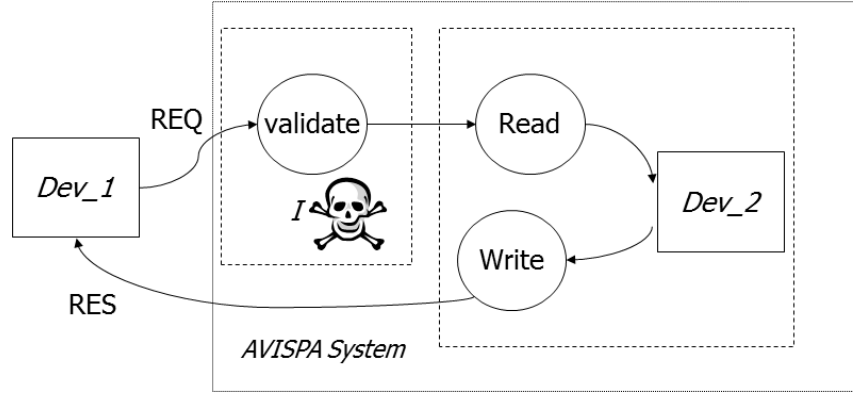 REQ
validate
Read
Dev_1
I
Dev_2
Write
RES
AVISPA System